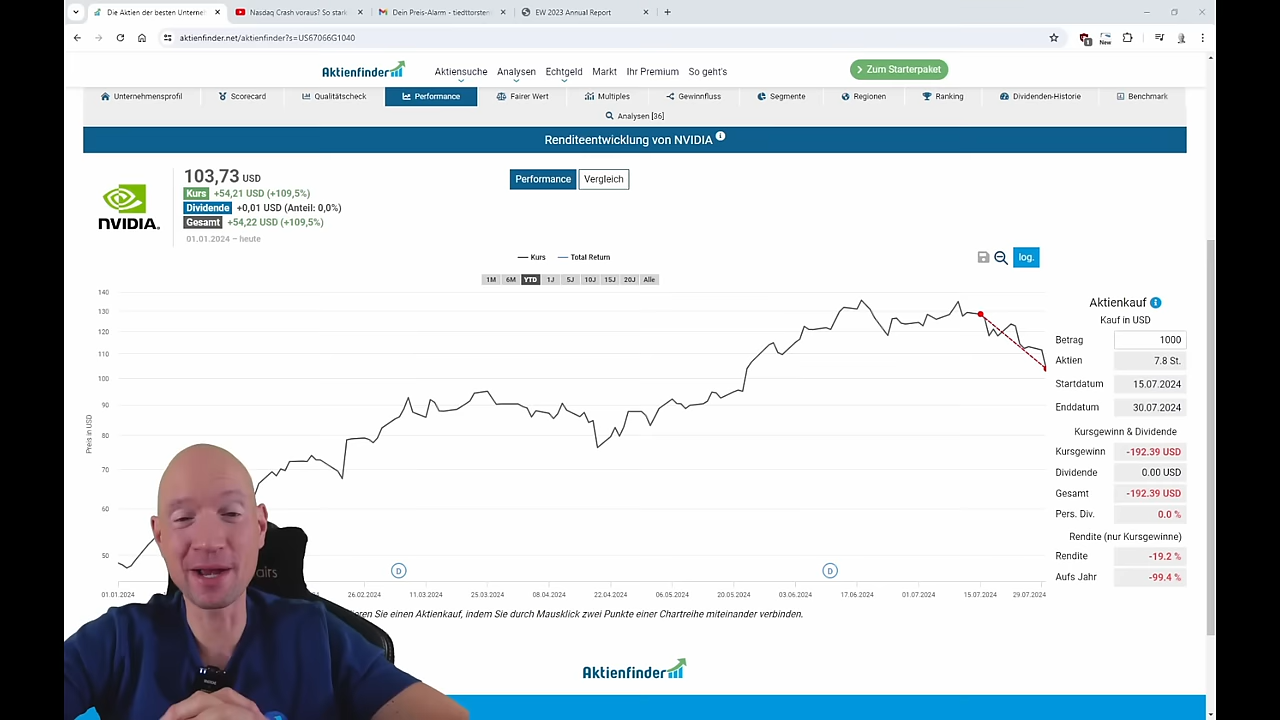 Die Aktien der besten Unterneh
Nasdaq Crash voraus? So stark
Dein Preis-Alarm - tiedttorsten
EW 2023 Annual Report
aktienfinder.net/aktienfinder?s=US67066G1040
New
Aktienfinder
Aktiensuche
Analysen
Echtgeld
Markt
Ihr Premium
So geht's
Zum Starterpaket
Unternehmensprofil
Scorecard
Qualitätscheck
Performance
Fairer Wert
Multiples
Gewinnfluss
Segmente
Regionen
Ranking
Dividenden-Historie
Benchmark
Analysen [36]
Renditeentwicklung von NVIDIA
NVIDIA.
103,73 USD
Kurs +54,21 USD (+109,5%)
Dividende +0,01 USD (Anteil: 0,0%)
Gesamt +54,22 USD (+109,5%)
01.01.2024 – heute
Performance
Vergleich
Kurs
Total Return
log.
1M 6M YTD 1J 5J 10J 15J 20J Alle
Preis in USD
140
130
120
110
100
90
80
70
60
50
D
D
01.01.2024
26.02.2024
11.03.2024
25.03.2024
08.04.2024
22.04.2024
06.05.2024
20.05.2024
03.06.2024
17.06.2024
01.07.2024
15.07.2024
29.07.2024
Aktienkauf
Kauf in USD
Betrag 1000
Aktien 7.8 St.
Startdatum 15.07.2024
Enddatum 30.07.2024
Kursgewinn & Dividende
Kursgewinn -192.39 USD
Dividende 0.00 USD
Gesamt -192.39 USD
Pers. Div. 0.0 %
Rendite (nur Kursgewinne)
Rendite -19.2 %
Aufs Jahr -99.4 %
airs
ieren Sie einen Aktienkauf, indem Sie durch Mausklick zwei Punkte einer Chartreihe miteinander verbinden.
Aktienfinder